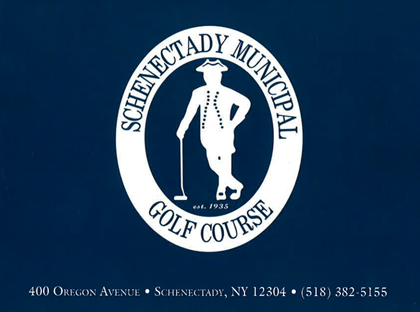 SCHENECTADY MUNICIPAL
est. 1935
GOLF COURSE
400 OREGON AVENUE • SCHENECTADY, NY 12304 • (518) 382-5155